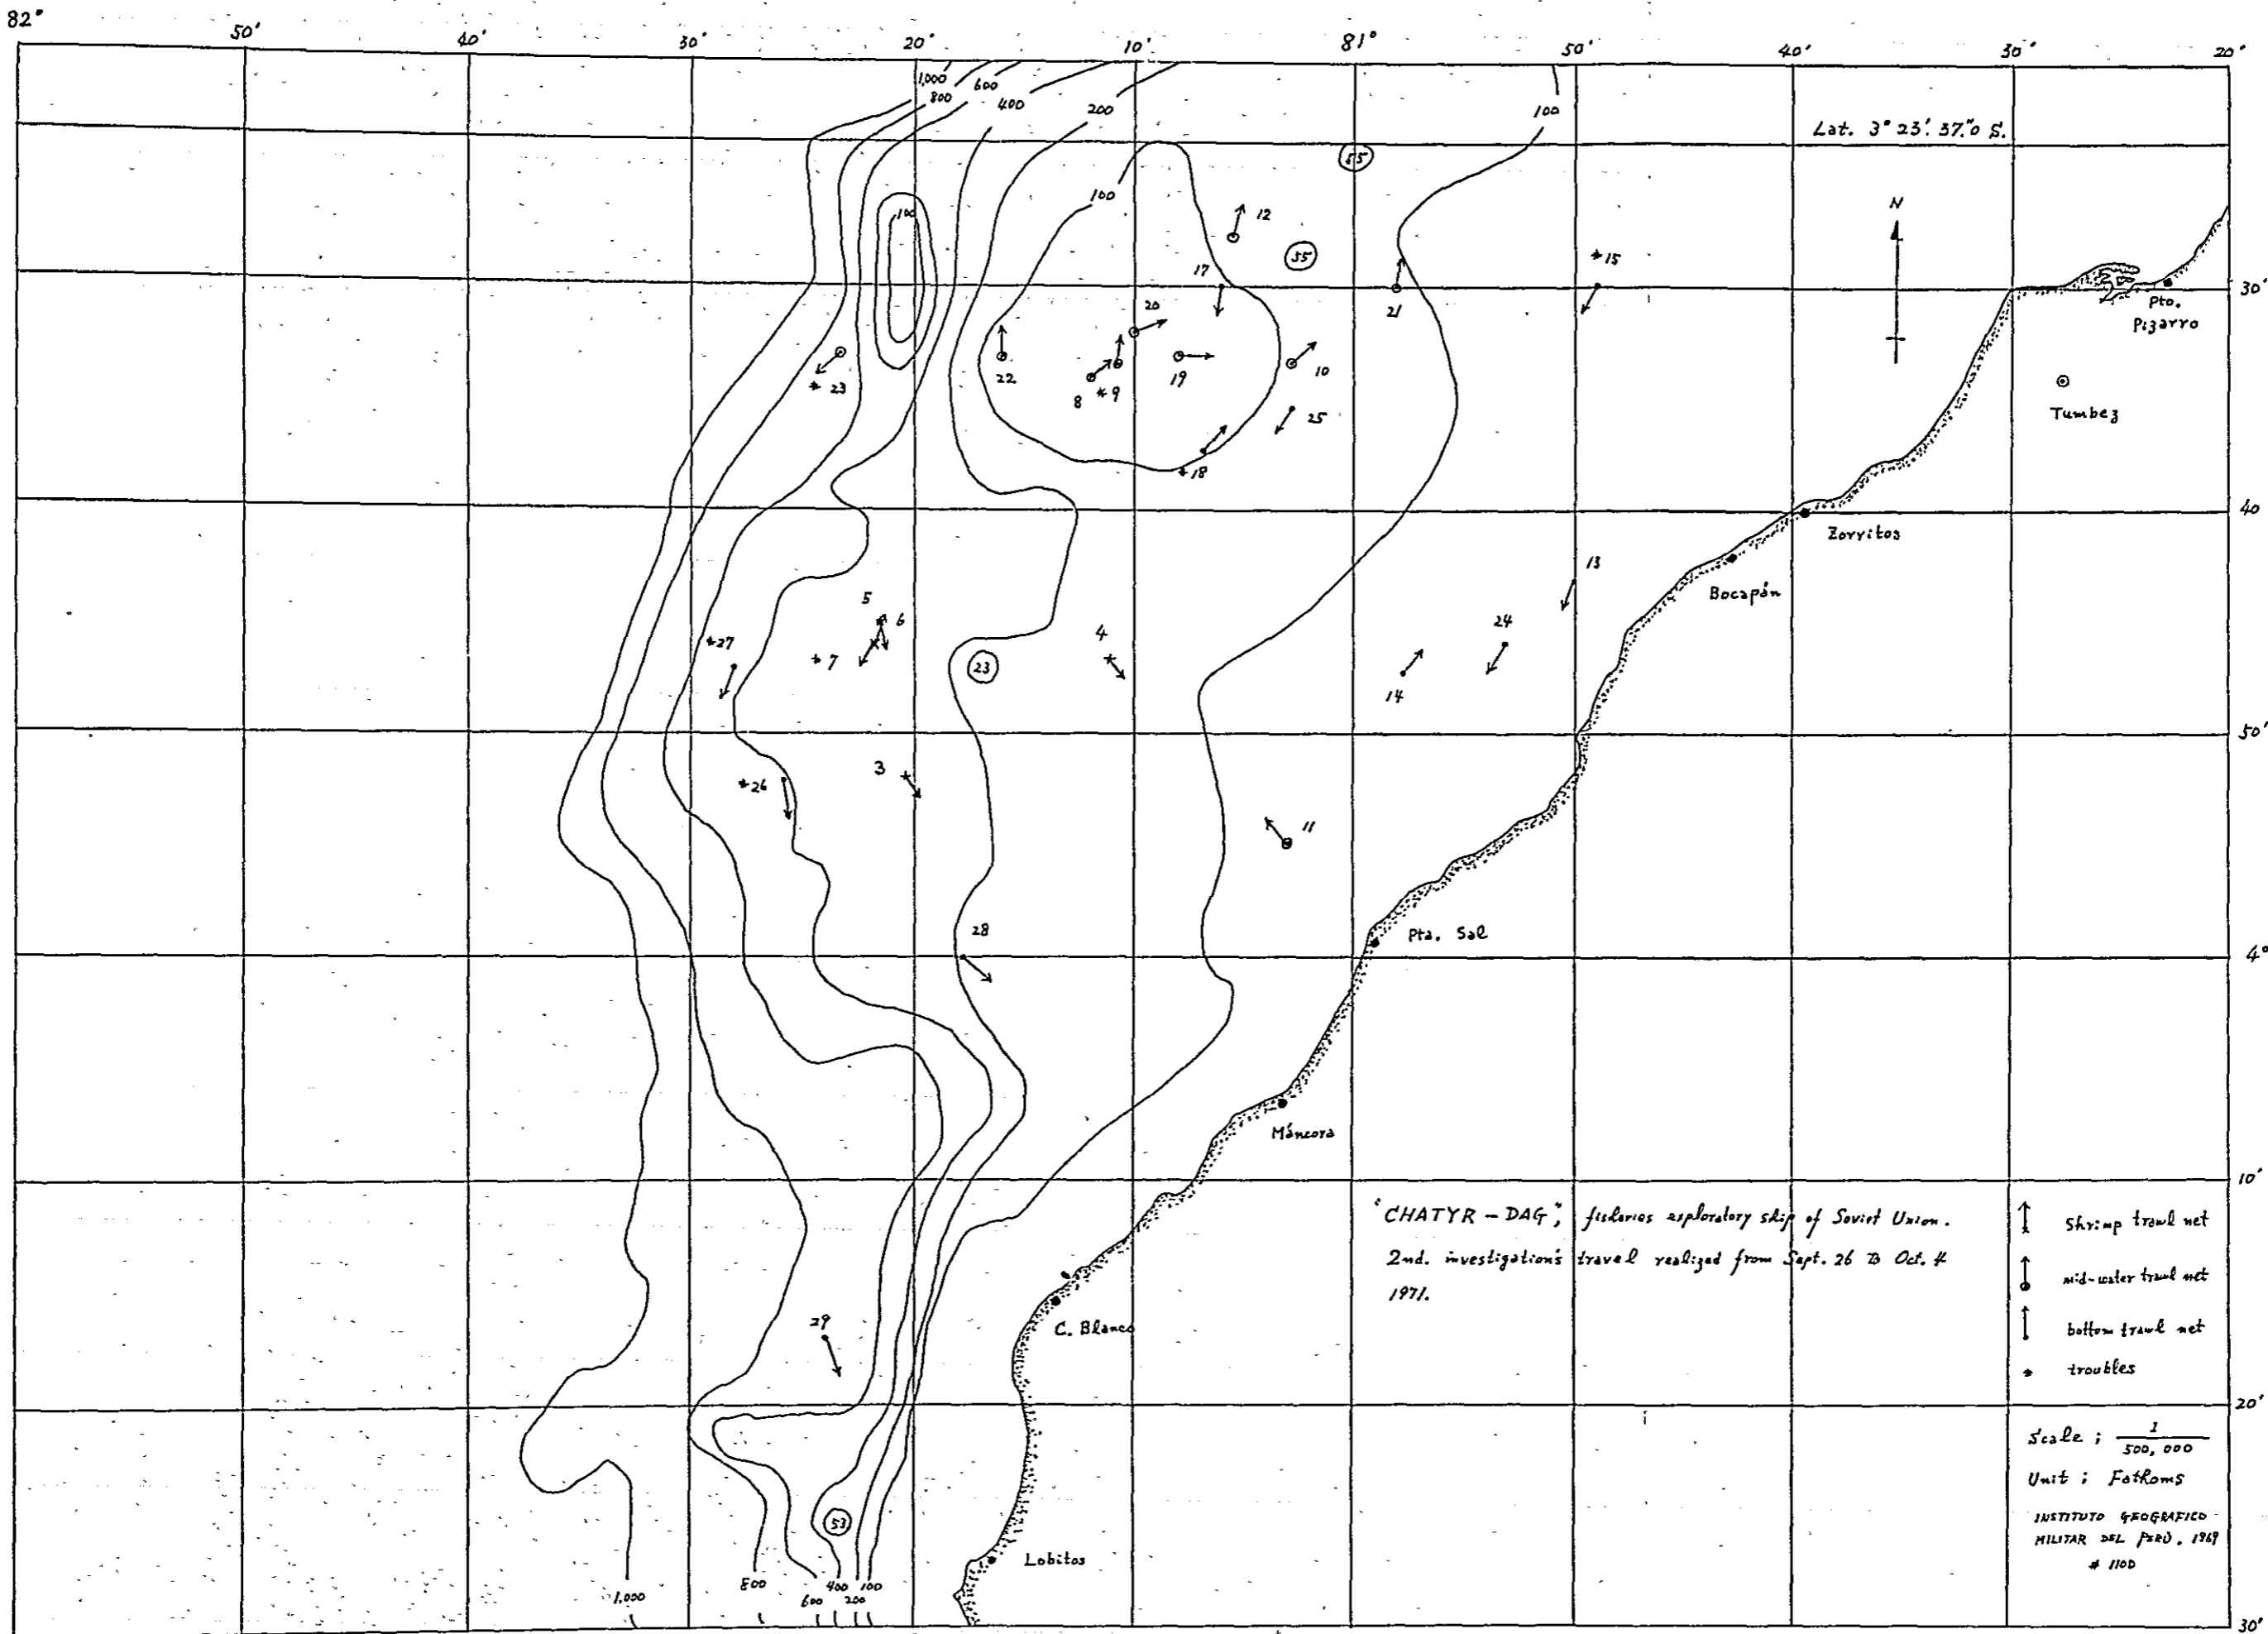 82°
50' 40' 30' 20' 10' 81° 50' 40' 30' 20'
1,000
800
600
400
200
100
100
Lat. 3° 23'. 37."0 S.
55
100
100
N
12
35
17
*15
30'
Pto.
Pizarro
20
21
22
19
10
*23
8
*9
25
Tumbez
*18
40'
Zorritos
13
Bocapán
5
6
4
24
*27
*7
23
14
50'
3
*26
11
28
Pta. Sal
4°
Máncora
10'
"CHATYR - DAG", fisheries exploratory ship of Soviet Union.
2nd. investigation's travel realized from Sept. 26 to Oct. 4
1971.
Shrimp trawl net
mid-water trawl net
bottom trawl net
* troubles
29
C. Blanco
20'
Scale ; 1
500,000
Unit ; Fathoms
INSTITUTO GEOGRAFICO
MILITAR DEL PERÚ. 1969
# 1100
53
Lobitos
1,000
800
600
400
200
100
30'